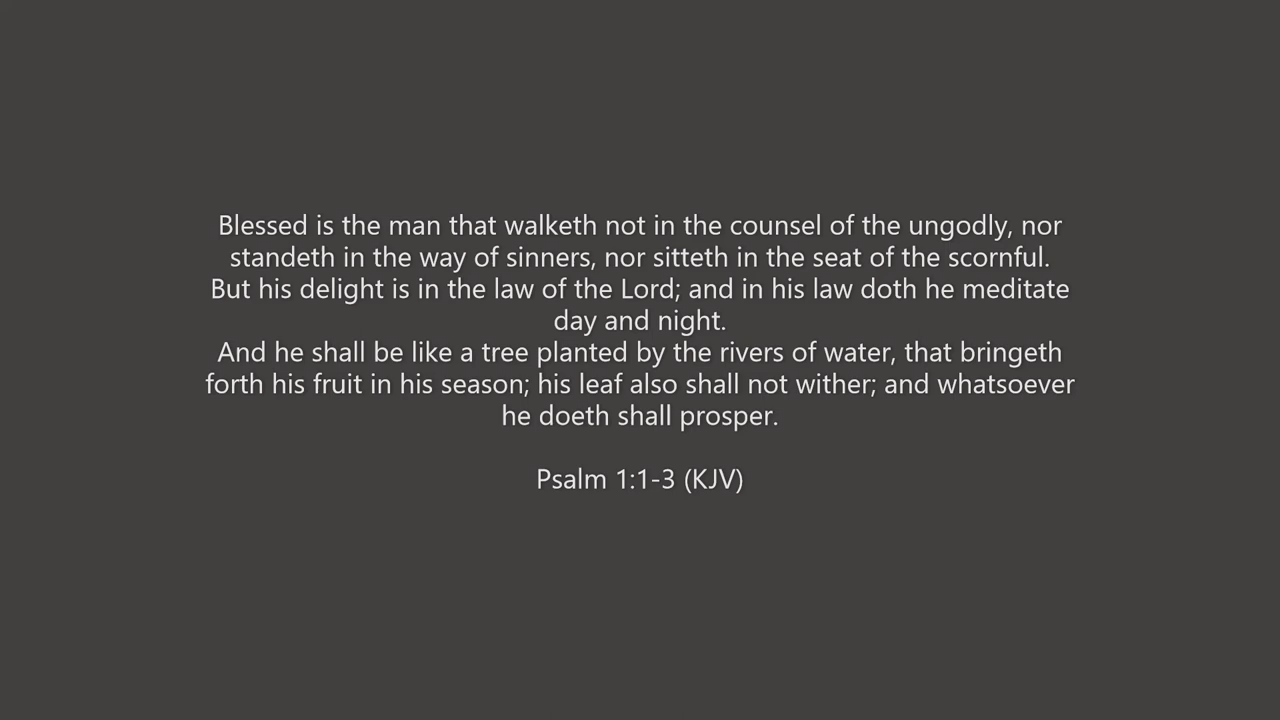 Blessed is the man that walketh not in the counsel of the ungodly, nor
standeth in the way of sinners, nor sitteth in the seat of the scornful.
But his delight is in the law of the Lord; and in his law doth he meditate
day and night.
And he shall be like a tree planted by the rivers of water, that bringeth
forth his fruit in his season; his leaf also shall not wither; and whatsoever
he doeth shall prosper.
Psalm 1:1-3 (KJV)